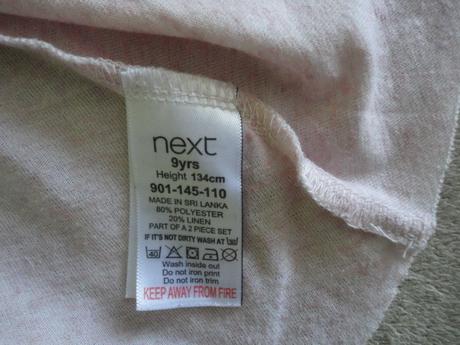 next
9yrs
Height 134cm
901-145-110
MADE IN SRI LANKA
80% POLYESTER
20% LINEN
PART OF A 2 PIECE SET
IF IT'S NOT DIRTY WASH AT 30
40
Wash inside out
Do not iron print
Do not iron trim
KEEP AWAY FROM FIRE